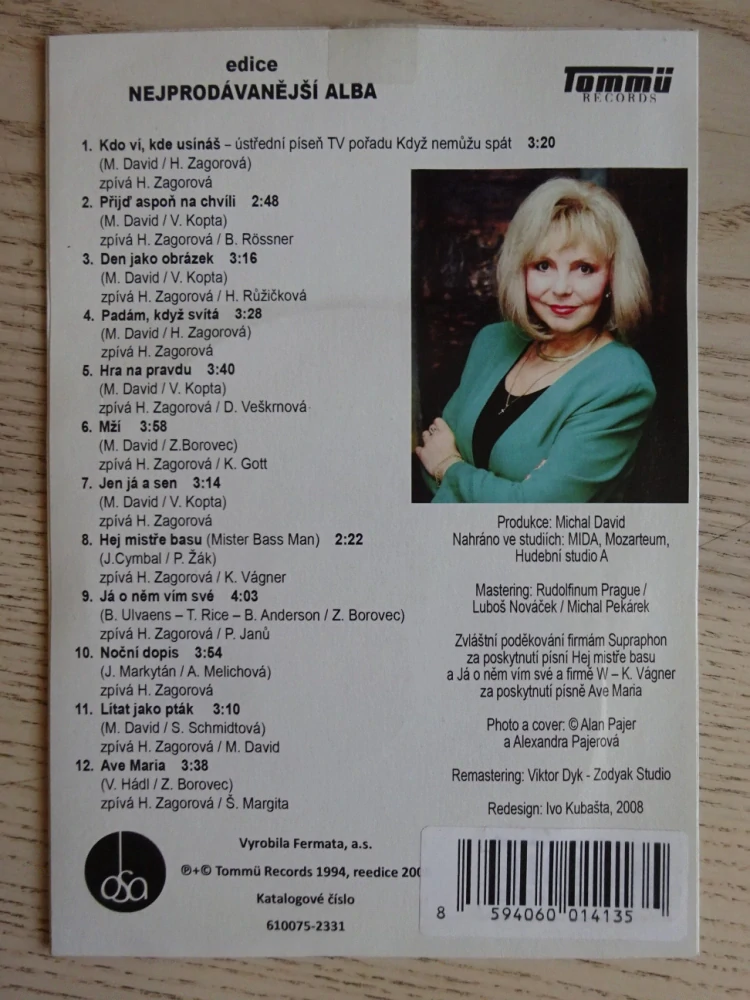 edice
NEJPRODÁVANĚJŠÍ ALBA
Tommü
RECORDS
1. Kdo ví, kde usínáš – ústřední píseň TV pořadu Když nemůžu spát 3:20
(M. David / H. Zagorová)
zpívá H. Zagorová
2. Přijď aspoň na chvíli 2:48
(M. David / V. Kopta)
zpívá H. Zagorová / B. Rössner
3. Den jako obrázek 3:16
(M. David / V. Kopta)
zpívá H. Zagorová / H. Růžičková
4. Padám, když svítá 3:28
(M. David / H. Zagorová)
zpívá H. Zagorová
5. Hra na pravdu 3:40
(M. David / V. Kopta)
zpívá H. Zagorová / D. Veškrnová
6. Mží 3:58
(M. David / Z.Borovec)
zpívá H. Zagorová / K. Gott
7. Jen já a sen 3:14
(M. David / V. Kopta)
zpívá H. Zagorová
8. Hej mistře basu (Mister Bass Man) 2:22
(J.Cymbal / P. Žák)
zpívá H. Zagorová / K. Vágner
9. Já o něm vím své 4:03
(B. Ulvaens – T. Rice – B. Anderson / Z. Borovec)
zpívá H. Zagorová / P. Janů
10. Noční dopis 3:54
(J. Markytán / A. Melichová)
zpívá H. Zagorová
11. Lítat jako pták 3:10
(M. David / S. Schmidtová)
zpívá H. Zagorová / M. David
12. Ave Maria 3:38
(V. Hádl / Z. Borovec)
zpívá H. Zagorová / Š. Margita
Produkce: Michal David
Nahráno ve studiích: MIDA, Mozarteum,
Hudební studio A
Mastering: Rudolfinum Prague /
Luboš Nováček / Michal Pekárek
Zvláštní poděkování firmám Supraphon
za poskytnutí písní Hej mistře basu
a Já o něm vím své a firmě W – K. Vágner
za poskytnutí písně Ave Maria
Photo a cover: © Alan Pajer
a Alexandra Pajerová
Remastering: Viktor Dyk - Zodyak Studio
Redesign: Ivo Kubašta, 2008
osa
Vyrobila Fermata, a.s.
℗+© Tommü Records 1994, reedice 200
Katalogové číslo
610075-2331
8 594060 014135